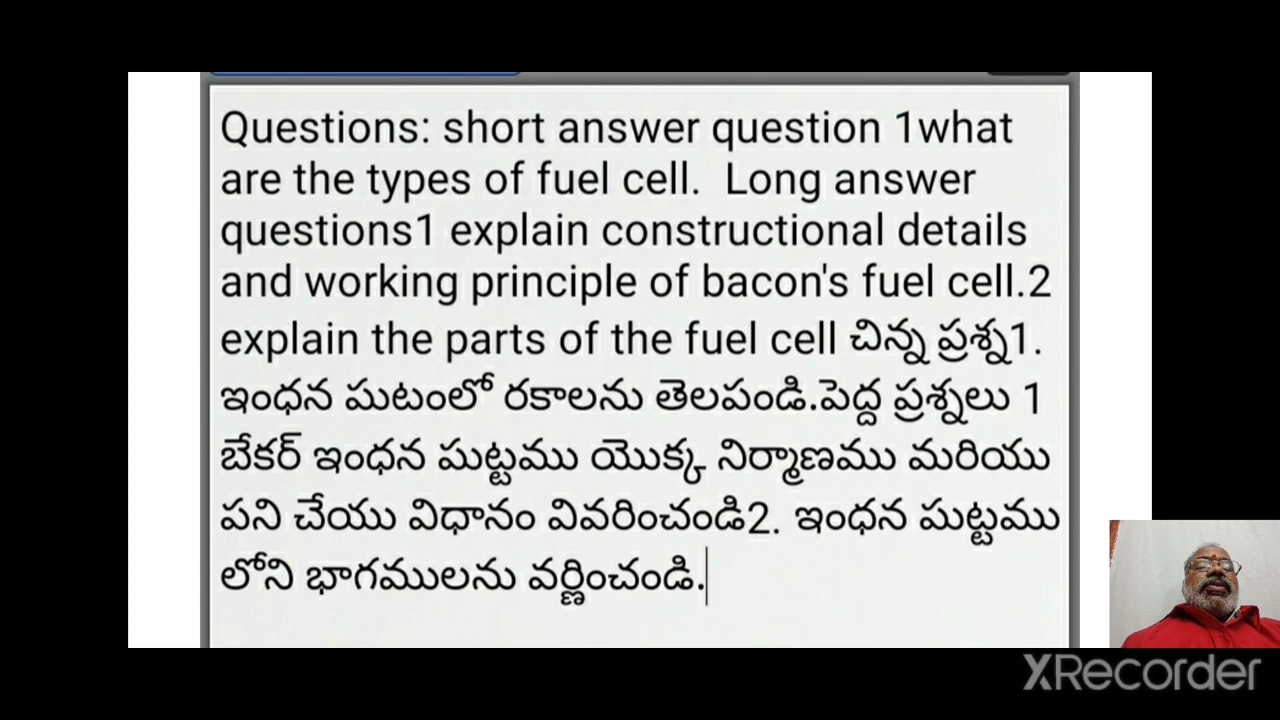 Questions: short answer question 1what
are the types of fuel cell.  Long answer
questions1 explain constructional details
and working principle of bacon's fuel cell.2
explain the parts of the fuel cell చిన్న ప్రశ్న1.
ఇంధన ఘటంలో రకాలను తెలపండి.పెద్ద ప్రశ్నలు 1
బేకర్ ఇంధన ఘట్టము యొక్క నిర్మాణము మరియు
పని చేయు విధానం వివరించండి2. ఇంధన ఘట్టము
లోని భాగములను వర్ణించండి.
XRecorder